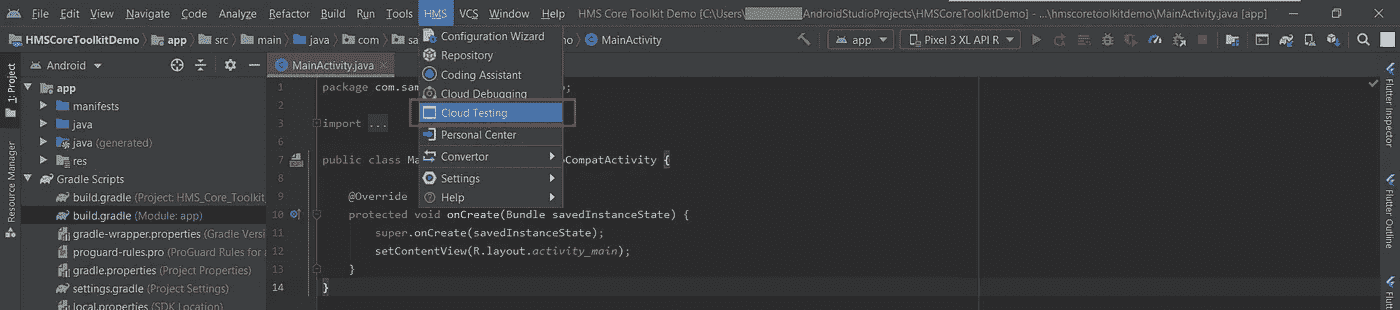 File Edit View Navigate Code Analyze Refactor Build Run Tools HMS VCS Window Help HMS Core Toolkit Demo [C:\Users\ AndroidStudioProjects\HMSCoreToolkitDemo] - ...\hmscoretoolkitdemo\MainActivity.java [app]
HMSCoreToolkitDemo app src main java com sa mo MainActivity app Pixel 3 XL API R
Android MainActivity.java
Configuration Wizard
Repository
Coding Assistant
Cloud Debugging
Cloud Testing
Personal Center
Convertor
Settings
Help
1: Project
Resource Manager
app
manifests
java
java (generated)
res
Gradle Scripts
build.gradle (Project: HMS_Core_Toolkit
build.gradle (Module: app)
gradle-wrapper.properties (Gradle Versi
proguard-rules.pro (ProGuard Rules for a
gradle.properties (Project Properties)
settings.gradle (Project Settings)
local.properties (SDK Location)
1 package com.sam o;
2
3 import ...
6
7 public class Ma oCompatActivity {
8
9 @Override
10 protected void onCreate(Bundle savedInstanceState) {
11 super.onCreate(savedInstanceState);
12 setContentView(R.layout.activity_main);
13 }
14 }
Flutter Inspector
Flutter Outline
Flutt